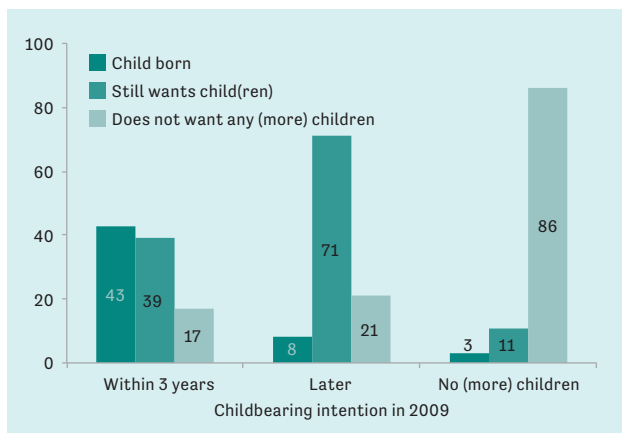 100
80
60
40
20
0
Child born
Still wants child(ren)
Does not want any (more) children
43
39
17
8
71
21
3
11
86
Within 3 years
Later
No (more) children
Childbearing intention in 2009